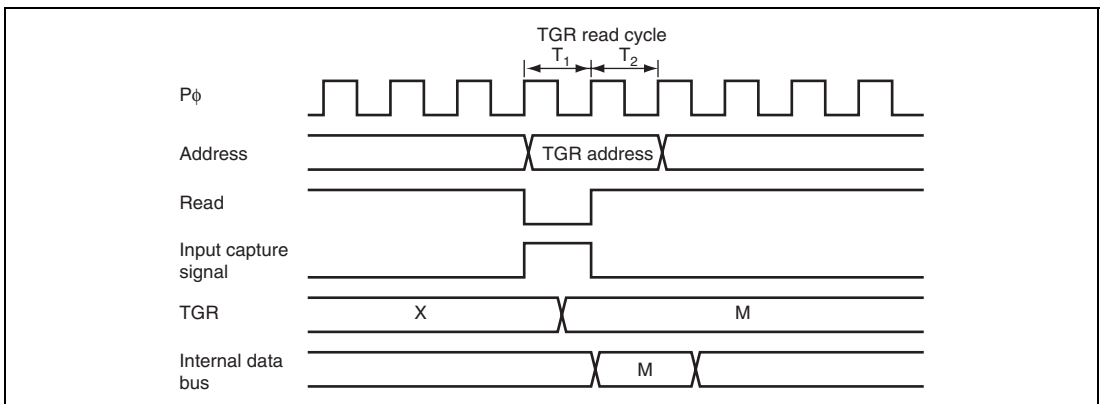 TGR read cycle
T1 T2
Pφ
Address
TGR address
Read
Input capture
signal
TGR
X
M
Internal data
bus
M